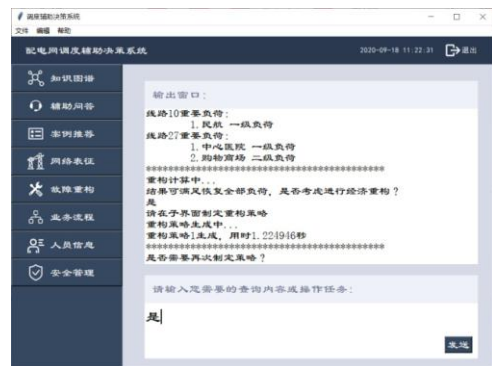 调度辅助决策系统
文件 编辑 帮助
配电网调度辅助决策系统
2020-09-18 11:22:31 退出
知识图谱
辅助问答
案例推荐
网络表征
故障重构
业务流程
人员信息
安全管理
输出窗口：
线路10重要负荷：
1.民航 一级负荷
线路27重要负荷：
1.中心医院 一级负荷
2.购物商场 二级负荷
******************************************
重构计算中...
结果可满足恢复全部负荷，是否考虑进行经济重构？
是
请在子界面制定重构策略
重构策略生成中...
重构策略1生成，用时1.224946秒
******************************************
是否需要再次制定策略？
请输入您需要的查询内容或操作任务：
是
发送